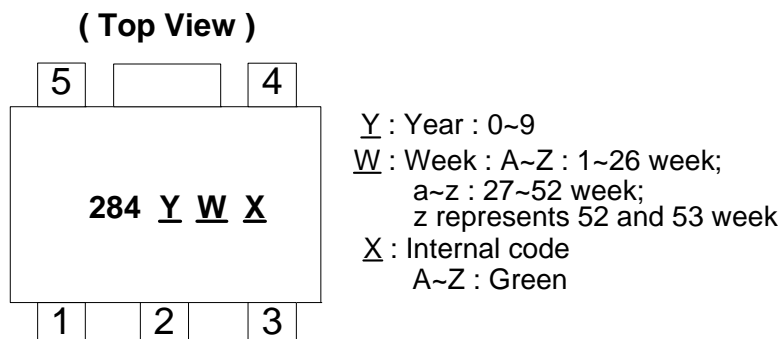 ( Top View )
5 4
284 Y W X
1 2 3
Y : Year : 0~9
W : Week : A~Z : 1~26 week;
a~z : 27~52 week;
z represents 52 and 53 week
X : Internal code
A~Z : Green